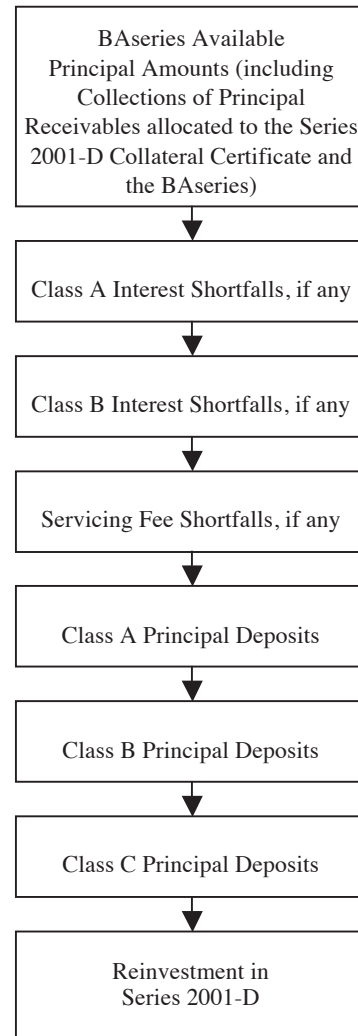 BAseries Available
Principal Amounts (including
Collections of Principal
Receivables allocated to the Series
2001-D Collateral Certificate and
the BAseries)
Class A Interest Shortfalls, if any
Class B Interest Shortfalls, if any
Servicing Fee Shortfalls, if any
Class A Principal Deposits
Class B Principal Deposits
Class C Principal Deposits
Reinvestment in
Series 2001-D